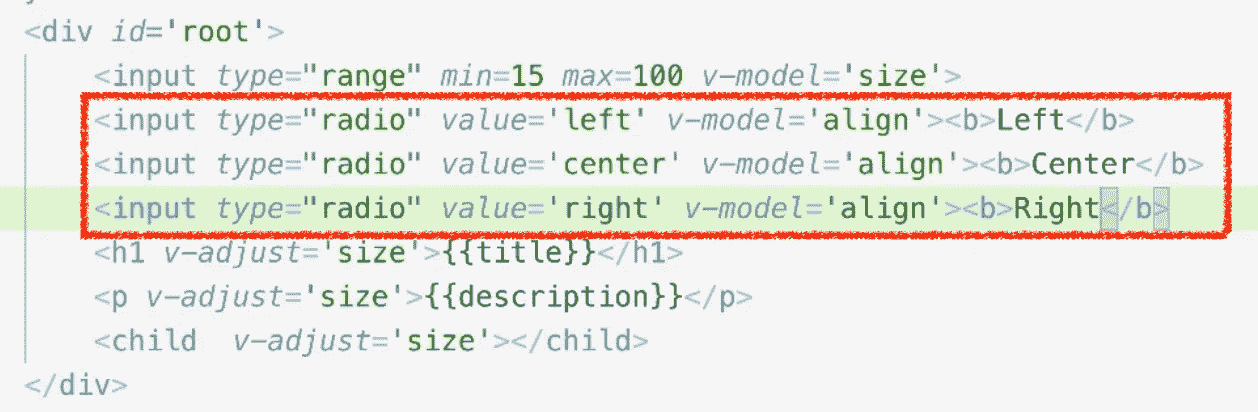 <div id='root'>
<input type="range" min=15 max=100 v-model='size'>
<input type="radio" value='left' v-model='align'><b>Left</b>
<input type="radio" value='center' v-model='align'><b>Center</b>
<input type="radio" value='right' v-model='align'><b>Right</b>
<h1 v-adjust='size'>{{title}}</h1>
<p v-adjust='size'>{{description}}</p>
<child  v-adjust='size'></child>
</div>